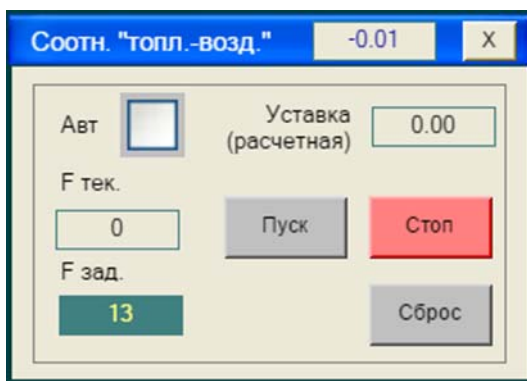 Соотн. "топл.-возд." -0.01 X
Авт
Уставка
(расчетная) 0.00
F тек.
0
Пуск Стоп
F зад.
13
Сброс